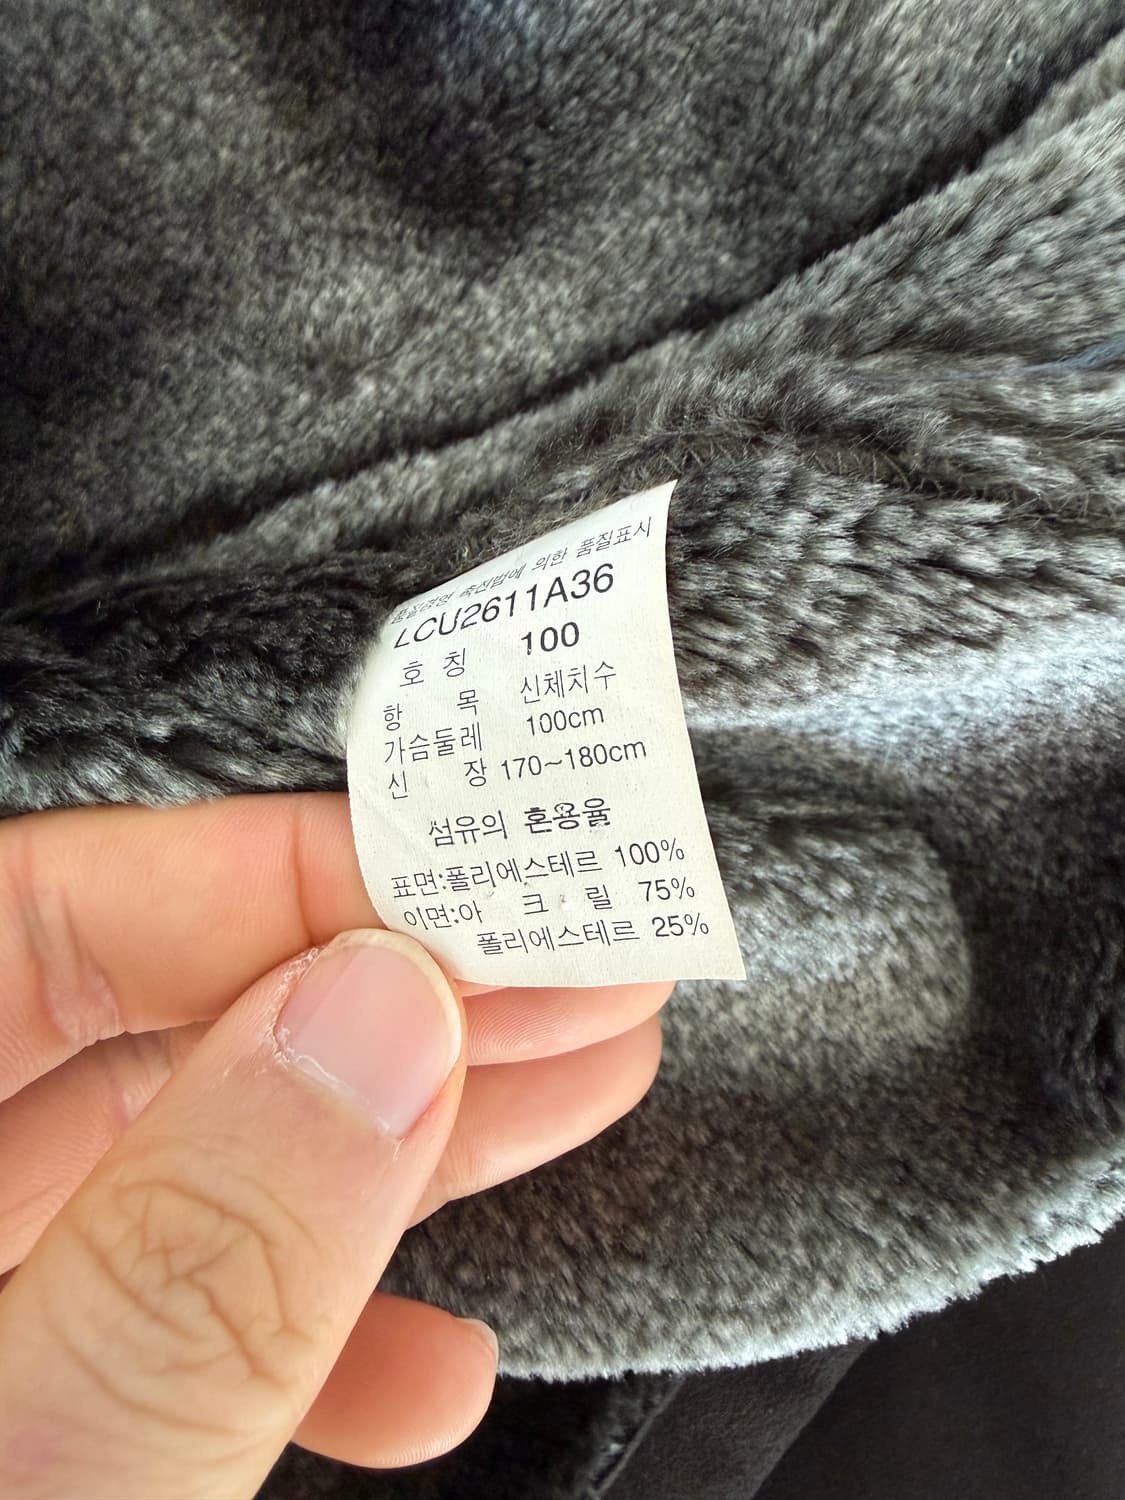 품질경영 촉진법에 의한 품질표시
LCU2611A36
호 칭 100
항 목 신체치수
가슴둘레 100cm
신 장 170~180cm
섬유의 혼용율
표면:폴리에스테르 100%
이면:아 크 릴 75%
폴리에스테르 25%